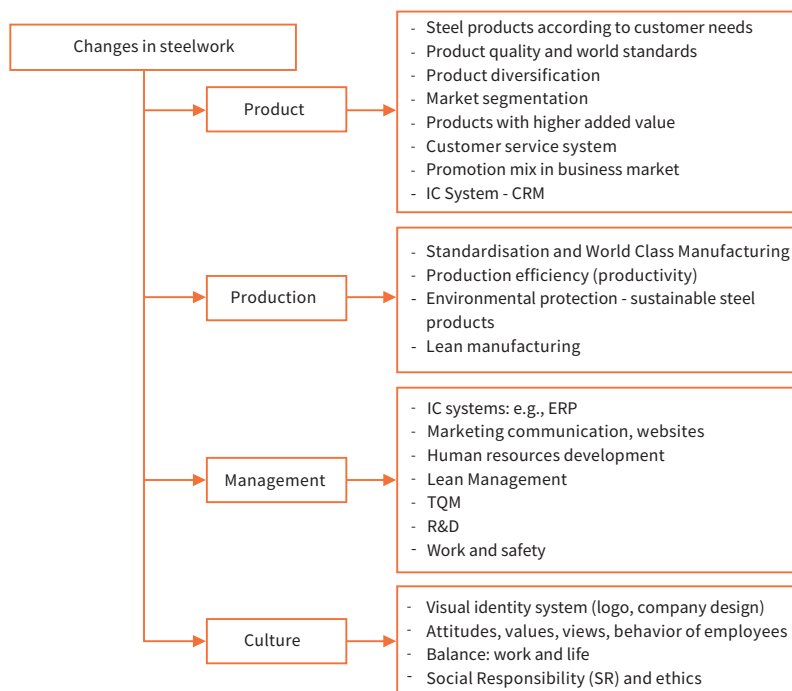 Changes in steelwork
Product
- Steel products according to customer needs
- Product quality and world standards
- Product diversification
- Market segmentation
- Products with higher added value
- Customer service system
- Promotion mix in business market
- IC System - CRM
Production
- Standardisation and World Class Manufacturing
- Production efficiency (productivity)
- Environmental protection - sustainable steel
products
- Lean manufacturing
Management
- IC systems: e.g., ERP
- Marketing communication, websites
- Human resources development
- Lean Management
- TQM
- R&D
- Work and safety
Culture
- Visual identity system (logo, company design)
- Attitudes, values, views, behavior of employees
- Balance: work and life
- Social Responsibility (SR) and ethics